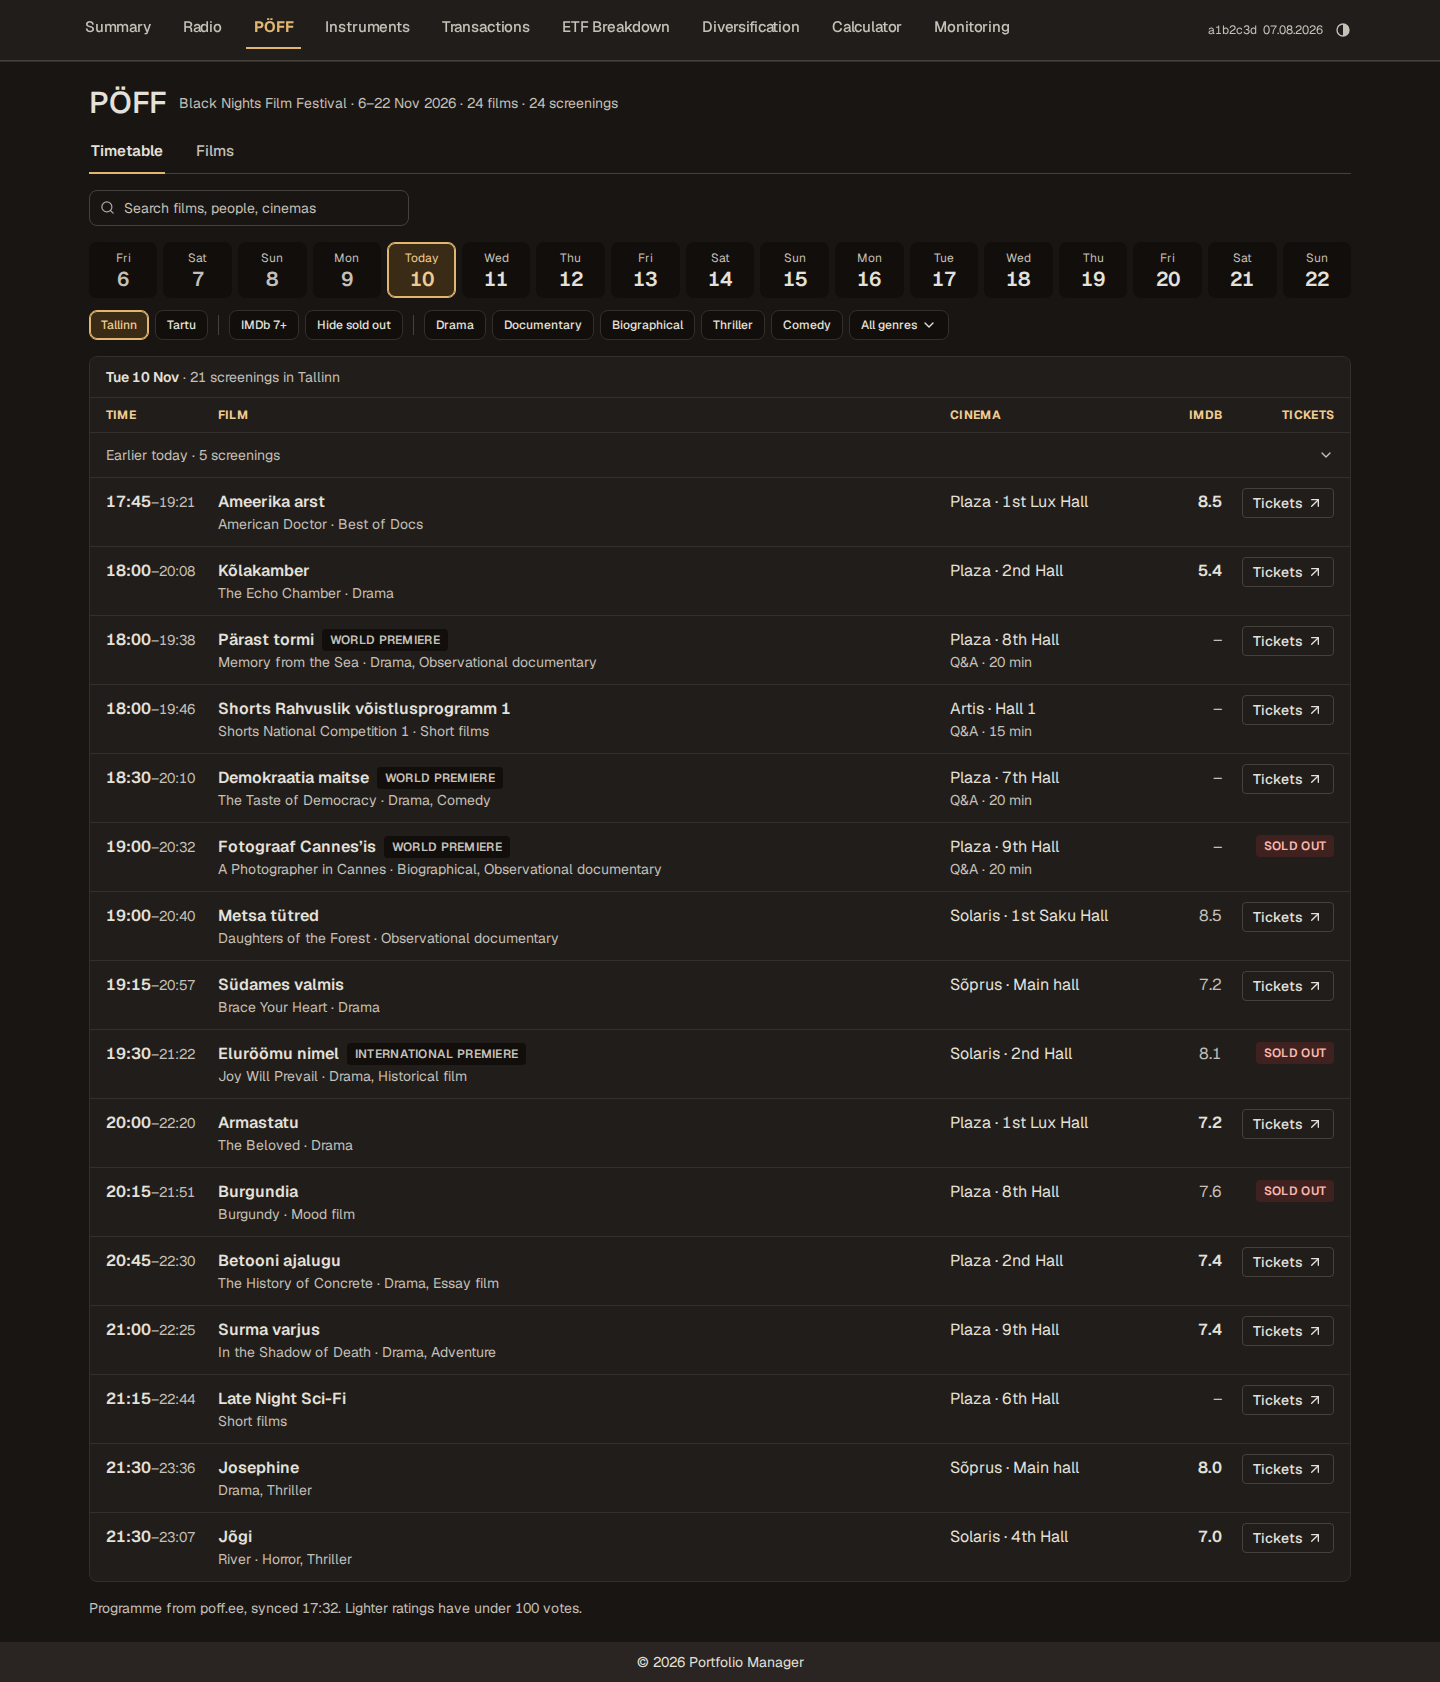 Summary Radio PÖFF Instruments Transactions ETF Breakdown Diversification Calculator Monitoring a1b2c3d 07.08.2026
PÖFF Black Nights Film Festival · 6–22 Nov 2026 · 24 films · 24 screenings
Timetable Films
Search films, people, cinemas
Fri Sat Sun Mon Today Wed Thu Fri Sat Sun Mon Tue Wed Thu Fri Sat Sun
6 7 8 9 10 11 12 13 14 15 16 17 18 19 20 21 22
Tallinn Tartu IMDb 7+ Hide sold out Drama Documentary Biographical Thriller Comedy All genres
Tue 10 Nov · 21 screenings in Tallinn
TIME FILM CINEMA IMDB TICKETS
Earlier today · 5 screenings
17:45–19:21 Ameerika arst Plaza · 1st Lux Hall 8.5 Tickets
American Doctor · Best of Docs
18:00–20:08 Kõlakamber Plaza · 2nd Hall 5.4 Tickets
The Echo Chamber · Drama
18:00–19:38 Pärast tormi WORLD PREMIERE Plaza · 8th Hall – Tickets
Memory from the Sea · Drama, Observational documentary Q&A · 20 min
18:00–19:46 Shorts Rahvuslik võistlusprogramm 1 Artis · Hall 1 – Tickets
Shorts National Competition 1 · Short films Q&A · 15 min
18:30–20:10 Demokraatia maitse WORLD PREMIERE Plaza · 7th Hall – Tickets
The Taste of Democracy · Drama, Comedy Q&A · 20 min
19:00–20:32 Fotograaf Cannes’is WORLD PREMIERE Plaza · 9th Hall – SOLD OUT
A Photographer in Cannes · Biographical, Observational documentary Q&A · 20 min
19:00–20:40 Metsa tütred Solaris · 1st Saku Hall 8.5 Tickets
Daughters of the Forest · Observational documentary
19:15–20:57 Südames valmis Sõprus · Main hall 7.2 Tickets
Brace Your Heart · Drama
19:30–21:22 Eluröömu nimel INTERNATIONAL PREMIERE Solaris · 2nd Hall 8.1 SOLD OUT
Joy Will Prevail · Drama, Historical film
20:00–22:20 Armastatu Plaza · 1st Lux Hall 7.2 Tickets
The Beloved · Drama
20:15–21:51 Burgundia Plaza · 8th Hall 7.6 SOLD OUT
Burgundy · Mood film
20:45–22:30 Betooni ajalugu Plaza · 2nd Hall 7.4 Tickets
The History of Concrete · Drama, Essay film
21:00–22:25 Surma varjus Plaza · 9th Hall 7.4 Tickets
In the Shadow of Death · Drama, Adventure
21:15–22:44 Late Night Sci-Fi Plaza · 6th Hall – Tickets
Short films
21:30–23:36 Josephine Sõprus · Main hall 8.0 Tickets
Drama, Thriller
21:30–23:07 Jõgi Solaris · 4th Hall 7.0 Tickets
River · Horror, Thriller
Programme from poff.ee, synced 17:32. Lighter ratings have under 100 votes.
© 2026 Portfolio Manager